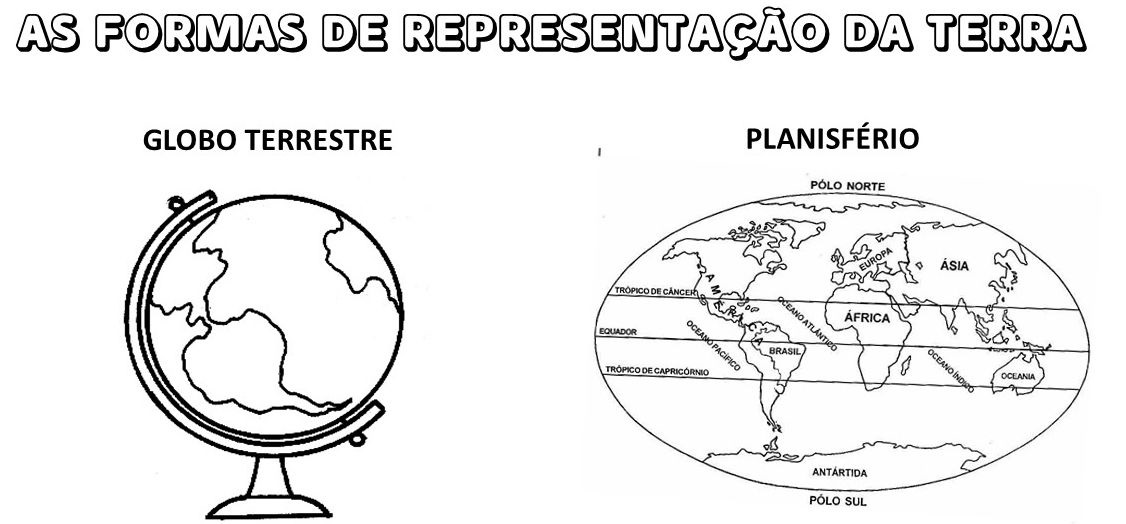 AS FORMAS DE REPRESENTAÇÃO DA TERRA
GLOBO TERRESTRE
PLANISFÉRIO
PÓLO NORTE
EUROPA
ÁSIA
AMÉRICA
TRÓPICO DE CÂNCER
OCEANO ATLÂNTICO
ÁFRICA
EQUADOR
OCEANO PACÍFICO
BRASIL
OCEANO ÍNDICO
TRÓPICO DE CAPRICÓRNIO
OCEANIA
ANTÁRTIDA
PÓLO SUL